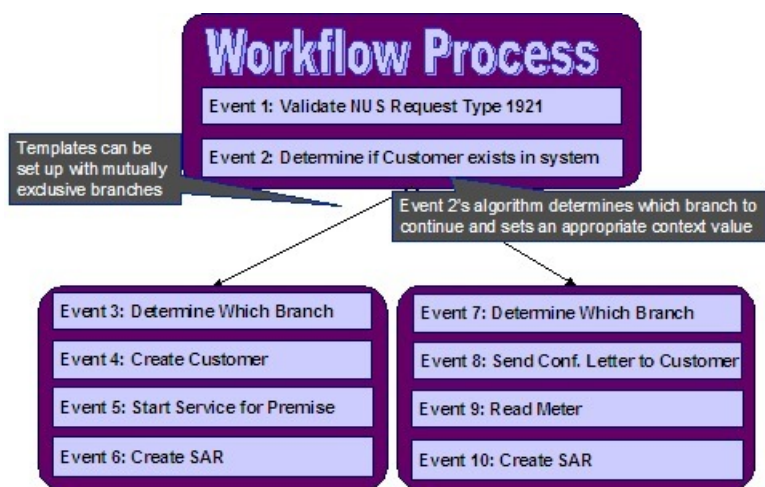 Workflow Process
Event 1: Validate NUS Request Type 1921
Event 2: Determine if Customer exists in system
Templates can be
set up with mutually
exclusive branches
Event 2's algorithm determines which branch to
continue and sets an appropriate context value
Event 3: Determine Which Branch
Event 4: Create Customer
Event 5: Start Service for Premise
Event 6: Create SAR
Event 7: Determine Which Branch
Event 8: Send Conf. Letter to Customer
Event 9: Read Meter
Event 10: Create SAR